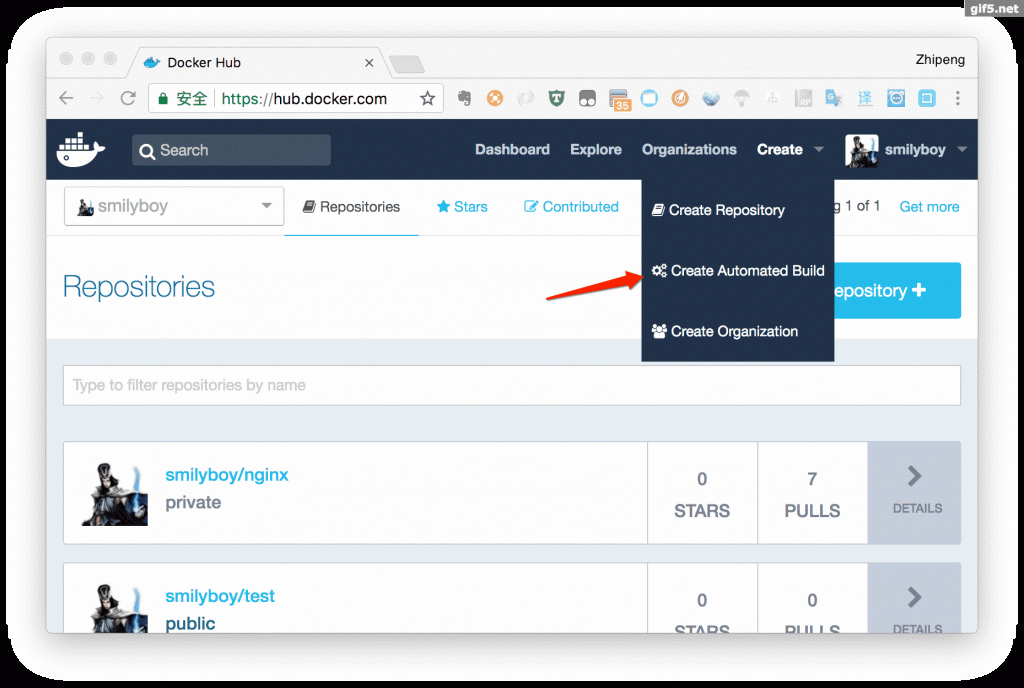 gif5.net
Docker Hub
Zhipeng
安全 https://hub.docker.com
35
RP
译
Search
Dashboard Explore Organizations Create smilyboy
smilyboy Repositories Stars Contributed g 1 of 1 Get more
Create Repository
Create Automated Build
Create Organization
Repositories
epository
Type to filter repositories by name
smilyboy/nginx
private
0
STARS
7
PULLS
DETAILS
smilyboy/test
public
0
STARS
0
PULLS
DETAILS